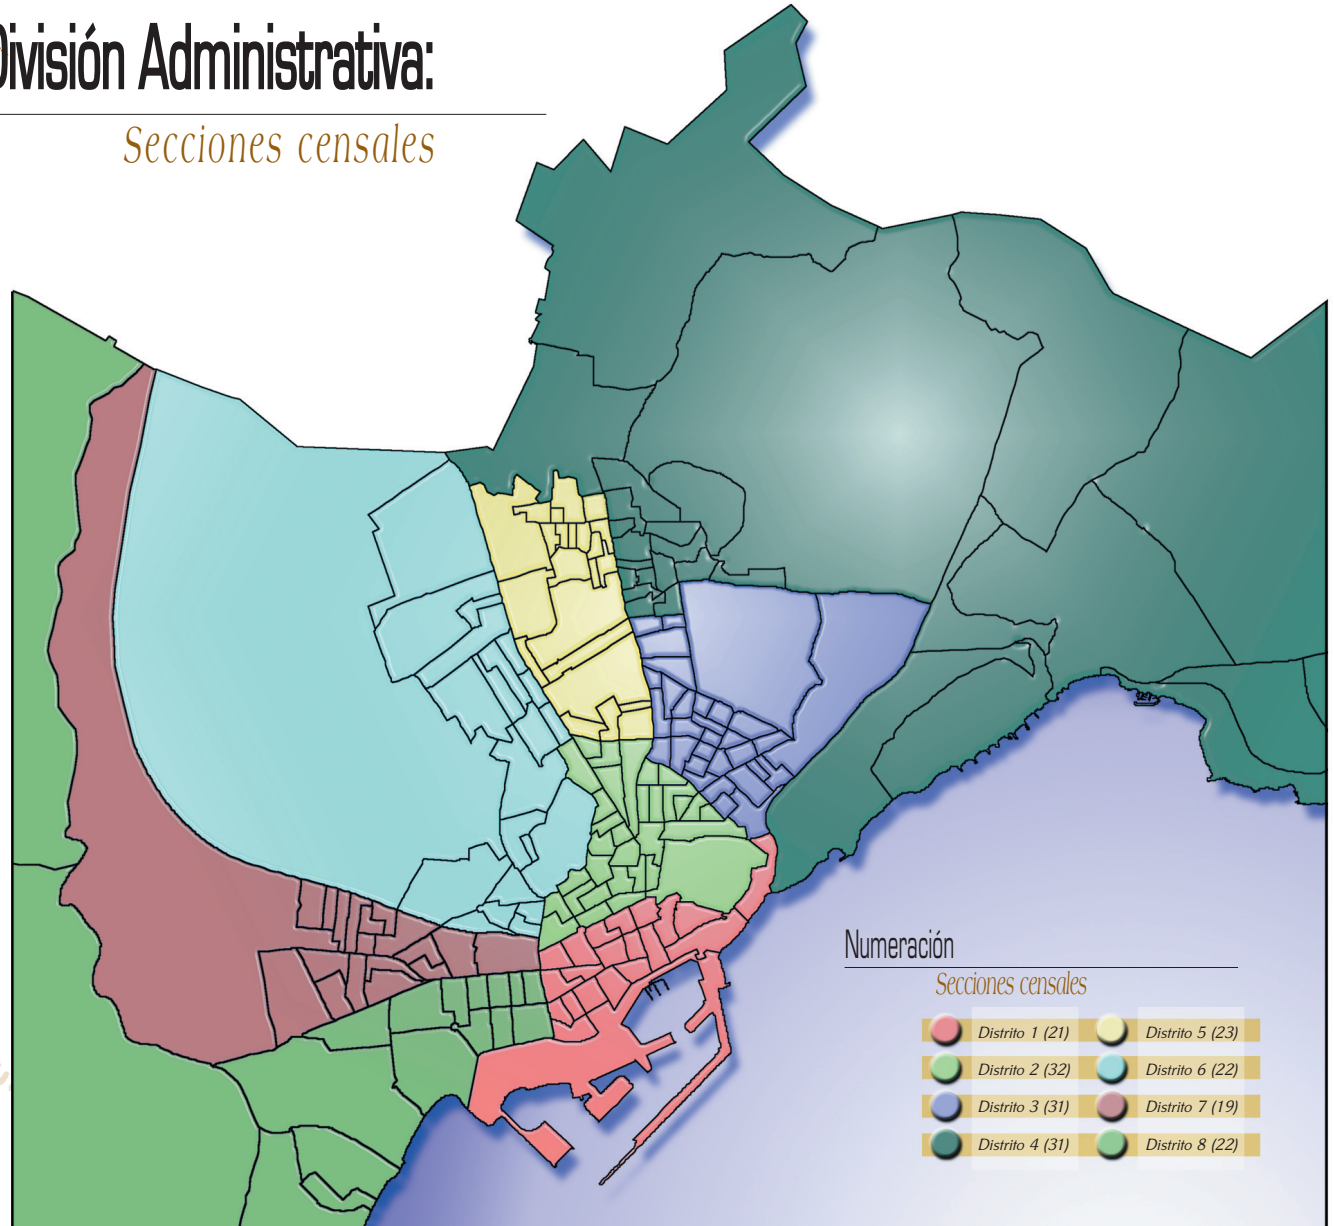 División Administrativa:
Secciones censales
Numeración
Secciones censales
Distrito 1 (21)
Distrito 5 (23)
Distrito 2 (32)
Distrito 6 (22)
Distrito 3 (31)
Distrito 7 (19)
Distrito 4 (31)
Distrito 8 (22)